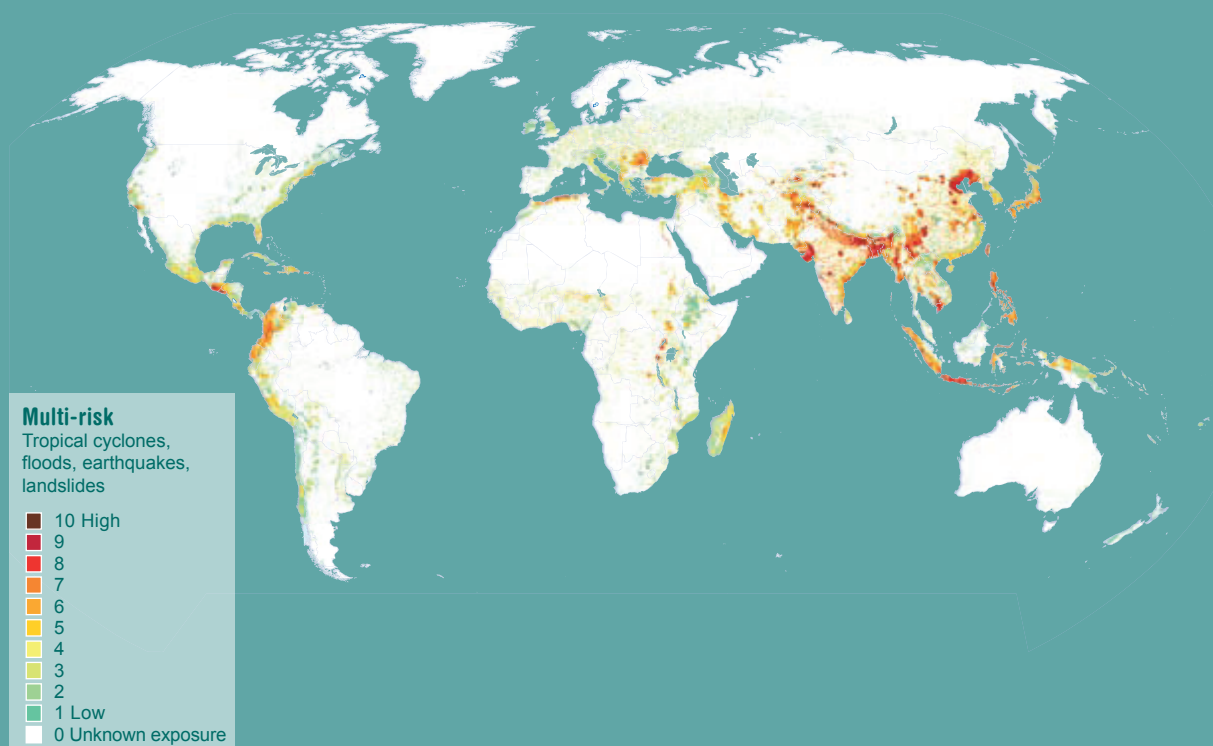 Multi-risk
Tropical cyclones,
floods, earthquakes,
landslides
10 High
9
8
7
6
5
4
3
2
1 Low
0 Unknown exposure